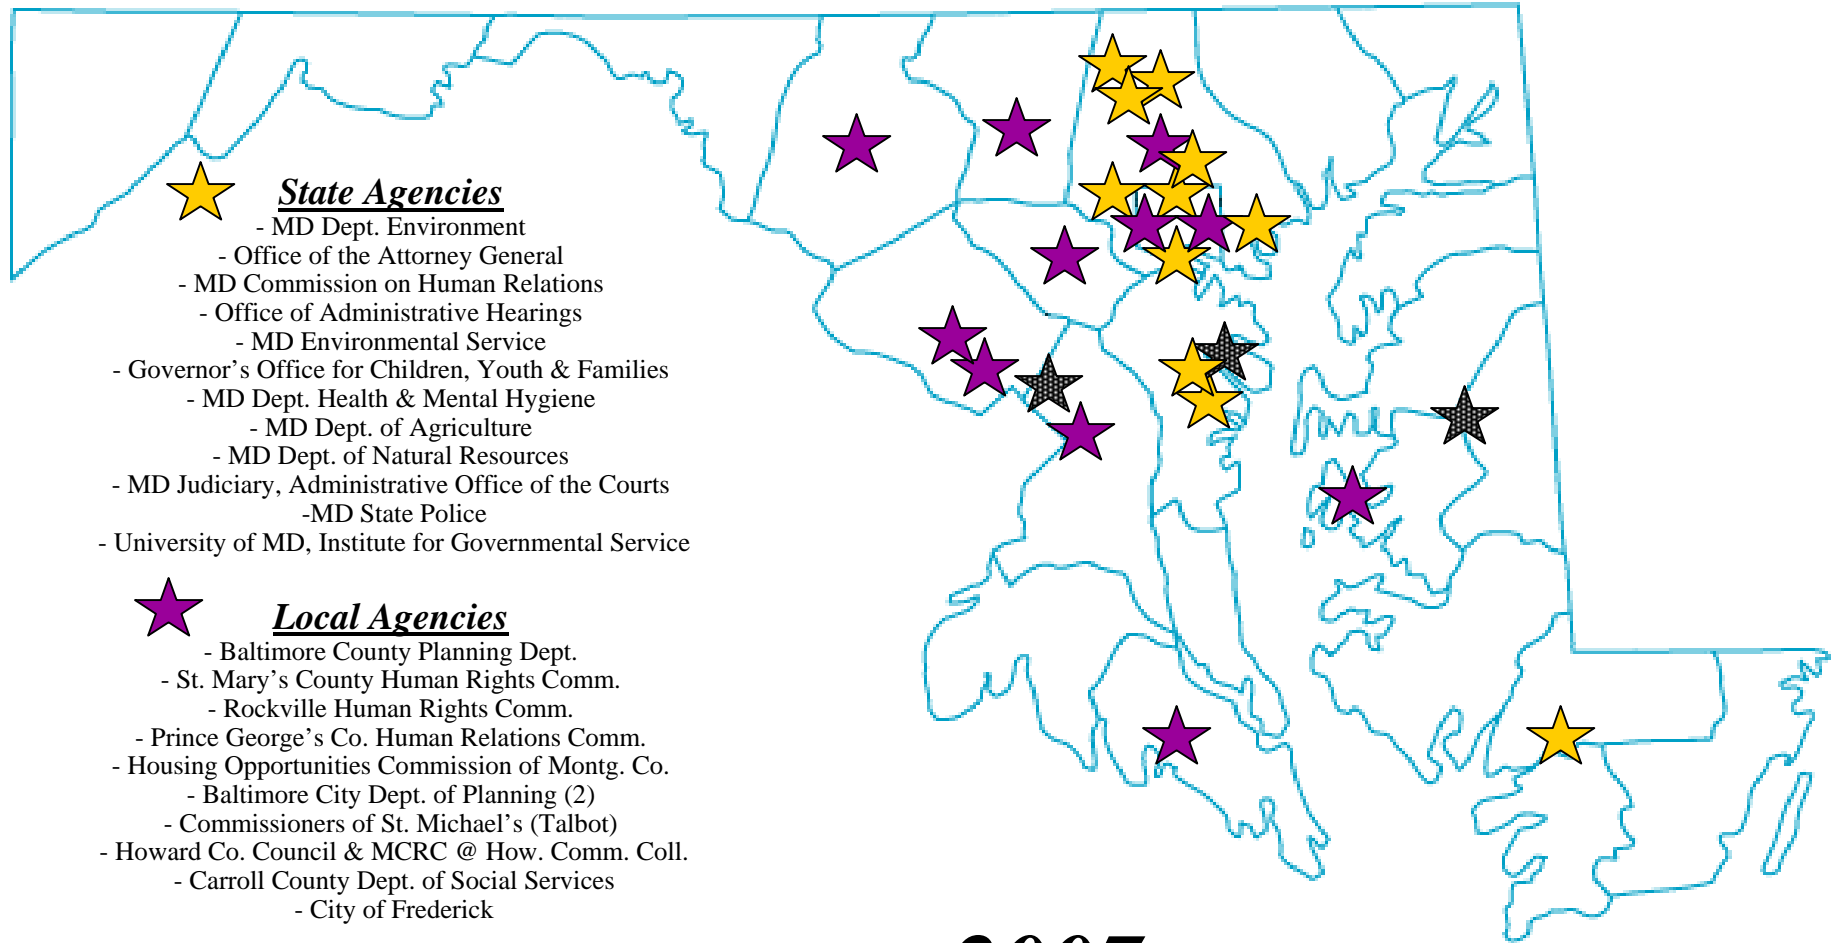 State Agencies
- MD Dept. Environment
- Office of the Attorney General
- MD Commission on Human Relations
- Office of Administrative Hearings
- MD Environmental Service
- Governor's Office for Children, Youth & Families
- MD Dept. Health & Mental Hygiene
- MD Dept. of Agriculture
- MD Dept. of Natural Resources
- MD Judiciary, Administrative Office of the Courts
-MD State Police
- University of MD, Institute for Governmental Service
Local Agencies
- Baltimore County Planning Dept.
- St. Mary's County Human Rights Comm.
- Rockville Human Rights Comm.
- Prince George's Co. Human Relations Comm.
- Housing Opportunities Commission of Montg. Co.
- Baltimore City Dept. of Planning (2)
- Commissioners of St. Michael's (Talbot)
- Howard Co. Council & MCRC @ How. Comm. Coll.
- Carroll County Dept. of Social Services
- City of Frederick